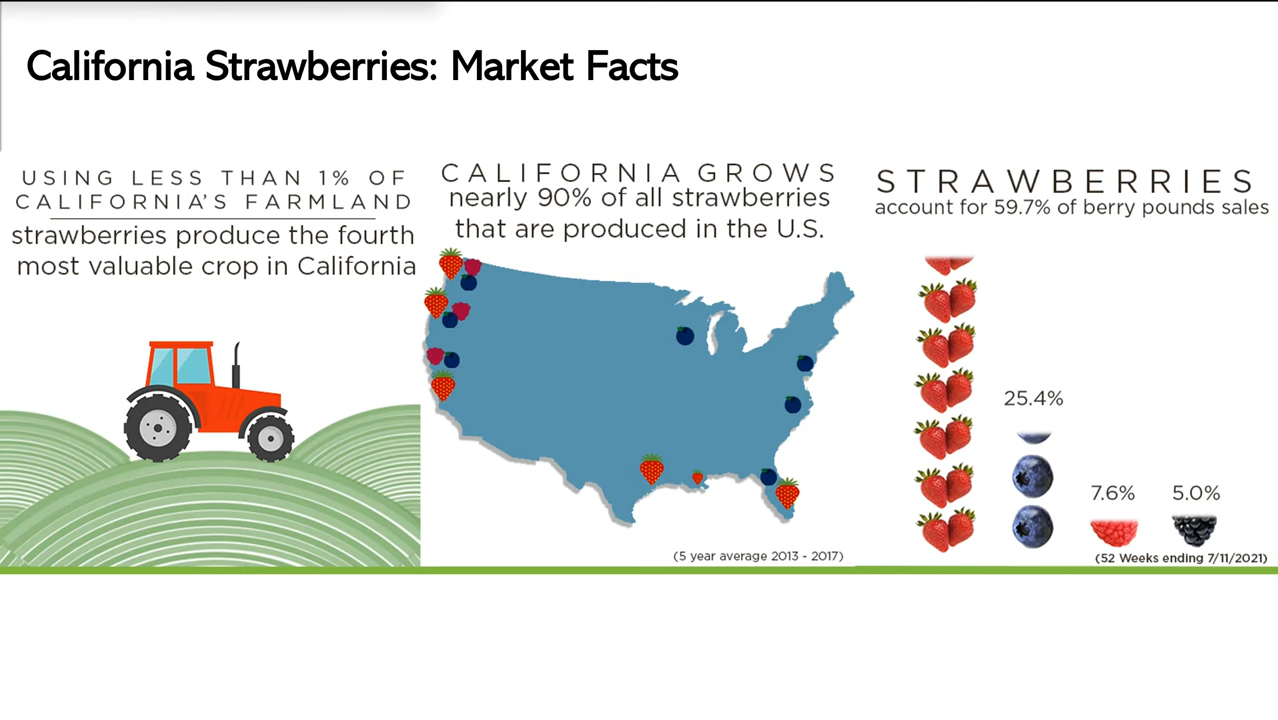 California Strawberries: Market Facts
USING LESS THAN 1% OF
CALIFORNIA'S FARMLAND
strawberries produce the fourth
most valuable crop in California
CALIFORNIA GROWS
nearly 90% of all strawberries
that are produced in the U.S.
(5 year average 2013 - 2017)
STRAWBERRIES
account for 59.7% of berry pounds sales
25.4%
7.6%
5.0%
(52 Weeks ending 7/11/2021)